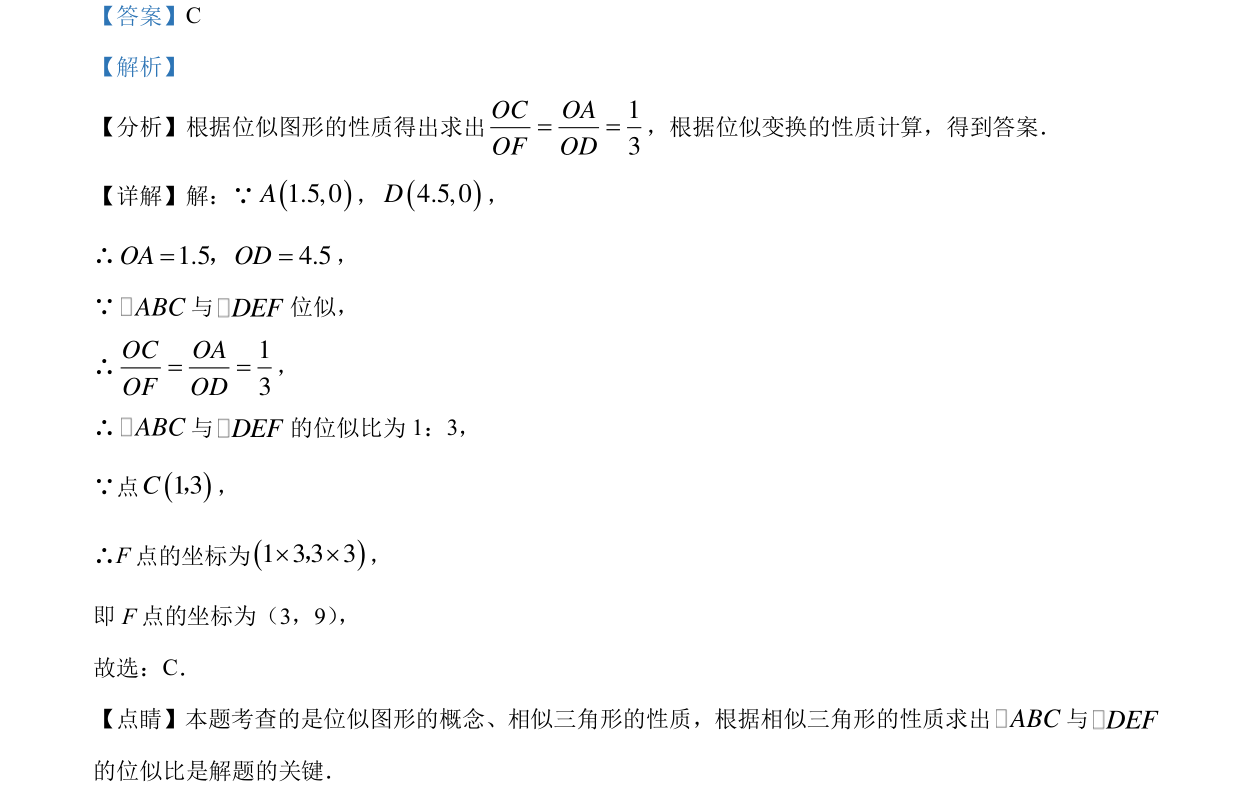 【答案】C
【解析】
【分析】根据位似图形的性质得出求出 OC/OF = OA/OD = 1/3，根据位似变换的性质计算，得到答案．
【详解】解：∵ A(1.5,0)，D(4.5,0)，
∴ OA = 1.5，OD = 4.5，
∵ □ABC 与 □DEF 位似，
∴ OC/OF = OA/OD = 1/3，
∴ □ABC 与 □DEF 的位似比为 1：3，
∵点 C(1,3)，
∴F 点的坐标为 (1×3,3×3)，
即 F 点的坐标为（3，9），
故选：C．
【点睛】本题考查的是位似图形的概念、相似三角形的性质，根据相似三角形的性质求出 □ABC 与 □DEF
的位似比是解题的关键．